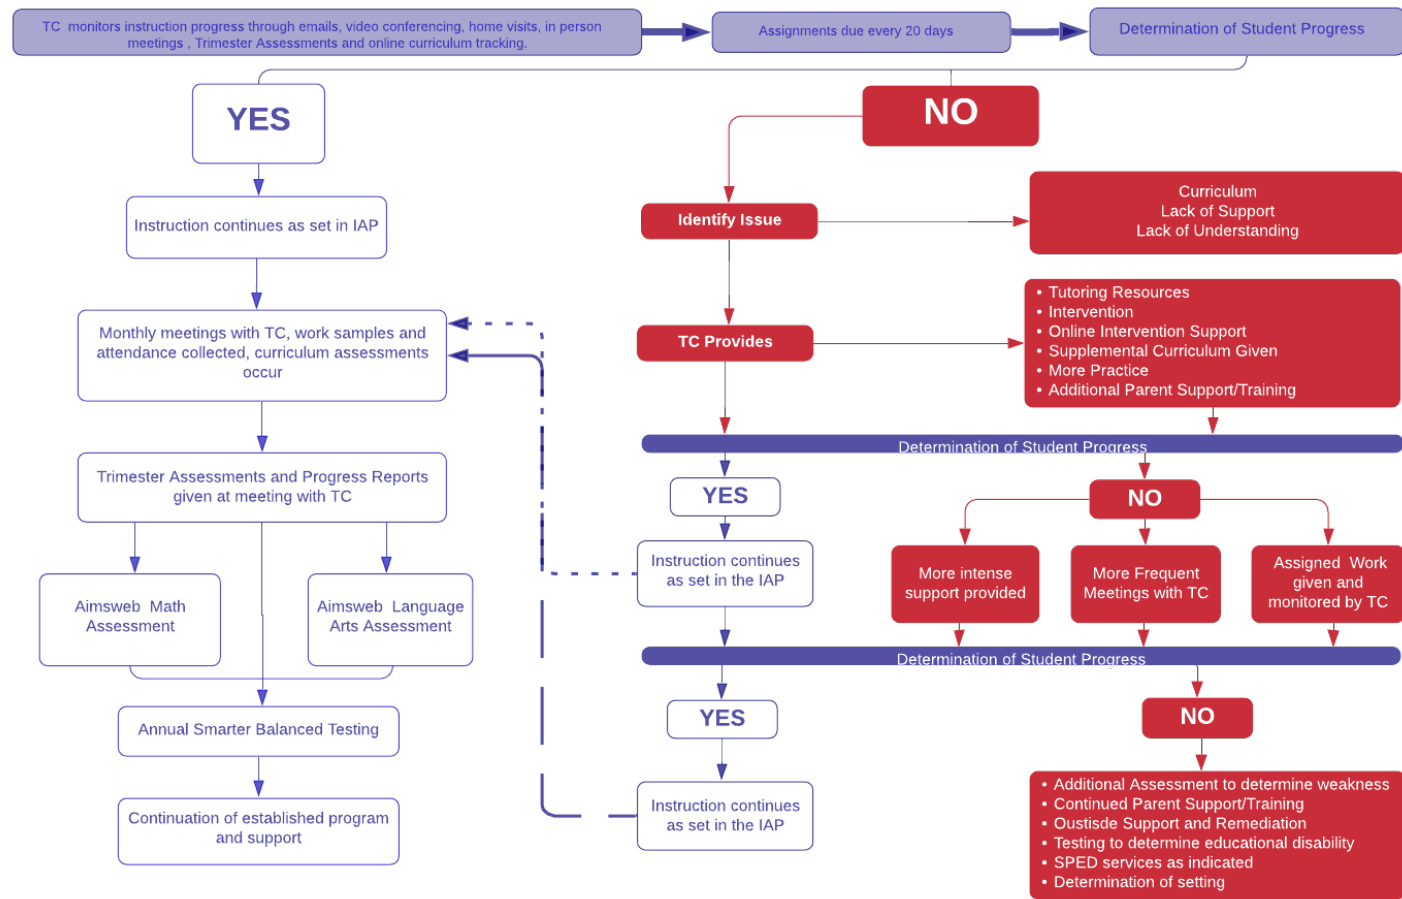 TC monitors instruction progress through emails, video conferencing, home visits, in person
meetings , Trimester Assessments and online curriculum tracking.
Assignments due every 20 days
Determination of Student Progress
YES
Instruction continues as set in IAP
Monthly meetings with TC, work samples and
attendance collected, curriculum assessments
occur
Trimester Assessments and Progress Reports
given at meeting with TC
Aimsweb Math
Assessment
Aimsweb Language
Arts Assessment
Annual Smarter Balanced Testing
Continuation of established program
and support
NO
Identify Issue
Curriculum
Lack of Support
Lack of Understanding
TC Provides
• Tutoring Resources
• Intervention
• Online Intervention Support
• Supplemental Curriculum Given
• More Practice
• Additional Parent Support/Training
Determination of Student Progress
YES
Instruction continues
as set in the IAP
NO
More intense
support provided
More Frequent
Meetings with TC
Assigned Work
given and
monitored by TC
Determination of Student Progress
YES
Instruction continues
as set in the IAP
NO
• Additional Assessment to determine weakness
• Continued Parent Support/Training
• Oustisde Support and Remediation
• Testing to determine educational disability
• SPED services as indicated
• Determination of setting